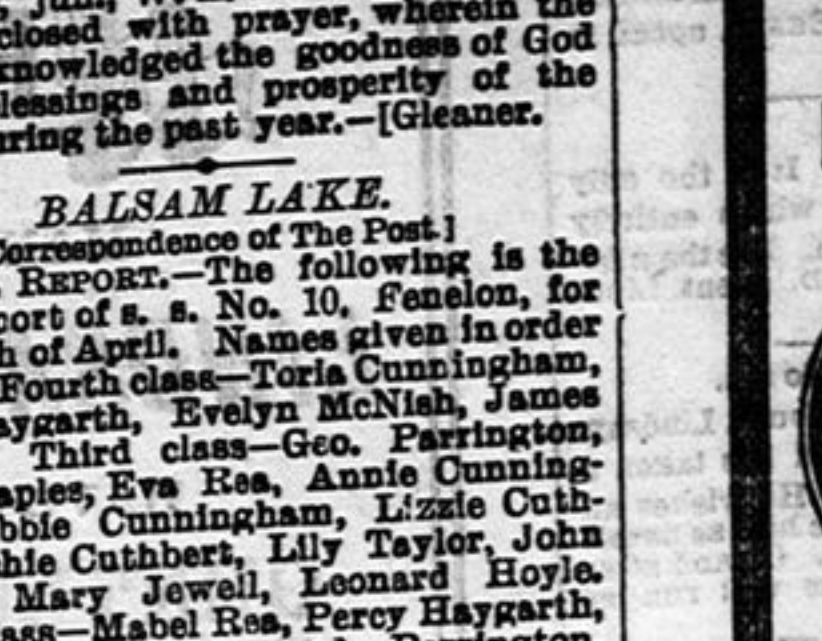 closed with prayer, wherein the
knowledged the goodness of God
lessings and prosperity of the
uring the past year.—[Gleaner.
BALSAM LAKE.
Correspondence of The Post.]
REPORT.—The following is the
port of s. s. No. 10, Fenelon, for
h of April. Names given in order
Fourth class—Toria Cunningham,
aygarth, Evelyn McNish, James
Third class—Geo. Parrington,
aples, Eva Rea, Annie Cunning-
bbie Cunningham, Lizzie Cuth-
hie Cuthbert, Lily Taylor, John
Mary Jewell, Leonard Hoyle.
ass—Mabel Rea, Percy Haygarth,
Parrington,